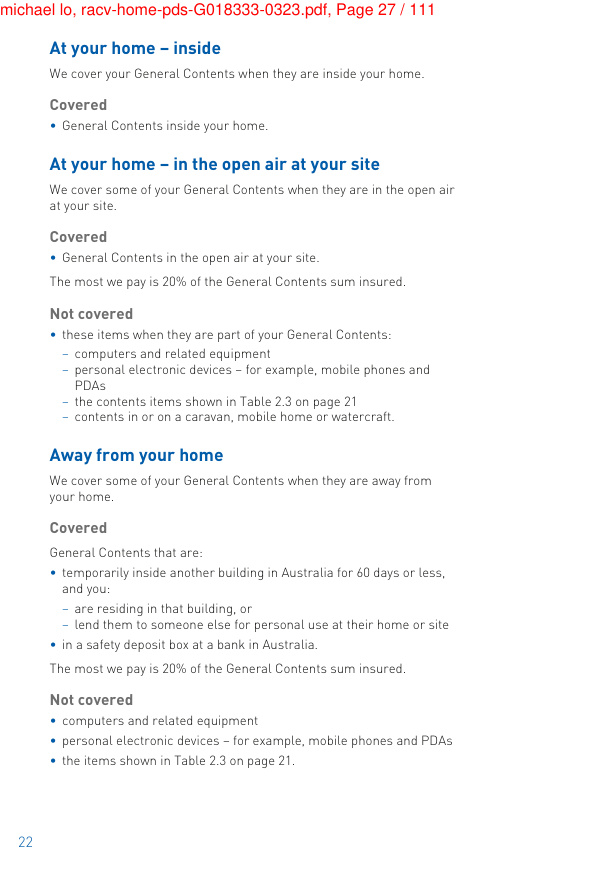 michael lo, racv-home-pds-G018333-0323.pdf, Page 27 / 111
At your home – inside
We cover your General Contents when they are inside your home.
Covered
• General Contents inside your home.
At your home – in the open air at your site
We cover some of your General Contents when they are in the open air
at your site.
Covered
• General Contents in the open air at your site.
The most we pay is 20% of the General Contents sum insured.
Not covered
• these items when they are part of your General Contents:
– computers and related equipment
– personal electronic devices – for example, mobile phones and
PDAs
– the contents items shown in Table 2.3 on page 21
– contents in or on a caravan, mobile home or watercraft.
Away from your home
We cover some of your General Contents when they are away from
your home.
Covered
General Contents that are:
• temporarily inside another building in Australia for 60 days or less,
and you:
– are residing in that building, or
– lend them to someone else for personal use at their home or site
• in a safety deposit box at a bank in Australia.
The most we pay is 20% of the General Contents sum insured.
Not covered
• computers and related equipment
• personal electronic devices – for example, mobile phones and PDAs
• the items shown in Table 2.3 on page 21.
22